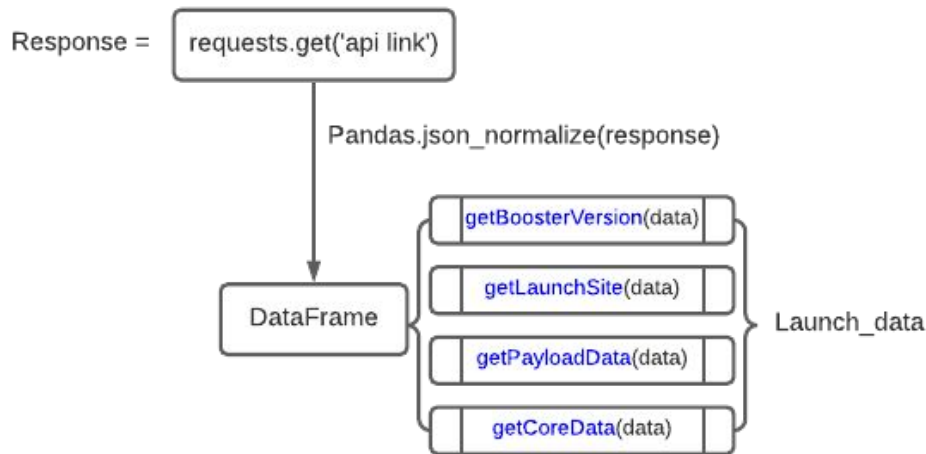 Response = requests.get('api link')
Pandas.json_normalize(response)
getBoosterVersion(data)
getLaunchSite(data)
DataFrame
Launch_data
getPayloadData(data)
getCoreData(data)